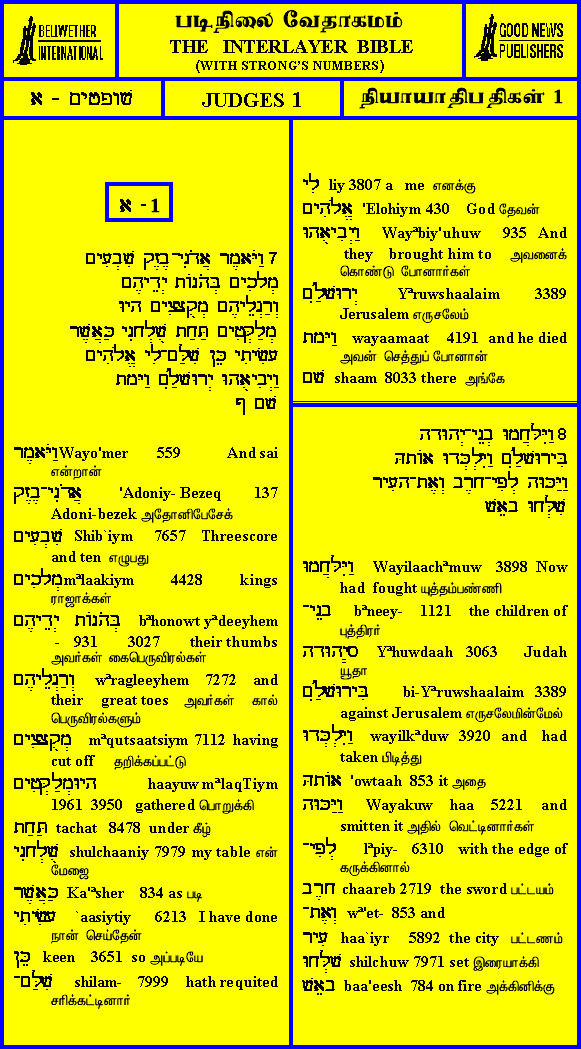 BELLWETHER
INTERNATIONAL
படிநிலை வேதாகமம்
THE INTERLAYER BIBLE
(WITH STRONG'S NUMBERS)
GOOD NEWS
PUBLISHERS
שופטים - א
JUDGES 1
நியாயாதிபதிகள் 1
א - 1
7 וַיֹּאמֶר אֲדֹנִי־בֶזֶק שִׁבְעִים
מְלָכִים בְּהֹנוֹת יְדֵיהֶם
וְרַגְלֵיהֶם מְקֻצָּצִים הָיוּ
מְלַקְּטִים תַּחַת שֻׁלְחָנִי כַּאֲשֶׁר
עָשִׂיתִי כֵּן שִׁלַּם־לִי אֱלֹהִים
וַיְבִיאֻהוּ יְרוּשָׁלִַם וַיָּמָת
שָׁם פ
וַיֹּאמֶר Wayo'mer 559 And sai
என்றான்
אֲדֹנִי־בֶזֶק 'Adoniy- Bezeq 137
Adoni-bezek அதோனிபேசேக்
שִׁבְעִים Shib`iym 7657 Threescore
and ten எழுபது
מְלָכִים mªlaakiym 4428 kings
ராஜாக்கள்
בְּהֹנוֹת יְדֵיהֶם bªhonowt yªdeeyhem
- 931 3027 their thumbs
அவர்கள் கைபெருவிரல்கள்
וְרַגְלֵיהֶם wªragleeyhem 7272 and
their great toes அவர்கள் கால்
பெருவிரல்களும்
מְקֻצָּצִים mªqutsaatsiym 7112 having
cut off தறிக்கப்பட்டு
הָיוּמְלַקְּטִים haayuw mªlaqTiym
1961 3950 gathered பொறுக்கி
תַּחַת tachat 8478 under கீழ்
שֻׁלְחָנִי shulchaaniy 7979 my table என்
மேஜை
כַּאֲשֶׁר Ka'ªsher 834 as படி
עָשִׂיתִי `aasiytiy 6213 I have done
நான் செய்தேன்
כֵּן keen 3651 so அப்படியே
שִׁלַּם־ shilam- 7999 hath requited
சரிக்கட்டினார்
לִי liy 3807 a me எனக்கு
אֱלֹהִים 'Elohiym 430 God தேவன்
וַיְבִיאֻהוּ Wayªbiy'uhuw 935 And
they brought him to அவனைக்
கொண்டு போனார்கள்
יְרוּשָׁלִַם Yªruwshaalaim 3389
Jerusalem எருசலேம்
וַיָּמָת wayaamaat 4191 and he died
அவன் செத்துப் போனான்
שָׁם shaam 8033 there அங்கே
8 וַיִּלָּחֲמוּ בְנֵי־יְהוּדָה
בִּירוּשָׁלִַם וַיִּלְכְּדוּ אוֹתָהּ
וַיַּכּוּהָ לְפִי־חָרֶב וְאֶת־הָעִיר
שִׁלְּחוּ בָאֵשׁ
וַיִּלָּחֲמוּ Wayilaachªmuw 3898 Now
had fought யுத்தம்பண்ணி
בְנֵי־ bªneey- 1121 the children of
புத்திரர்
יְהוּדָה Yªhuwdaah 3063 Judah
யூதா
בִּירוּשָׁלִַם bi-Yªruwshaalaim 3389
against Jerusalem எருசலேமின்மேல்
וַיִּלְכְּדוּ wayilkªduw 3920 and had
taken பிடித்து
אוֹתָהּ 'owtaah 853 it அதை
וַיַּכּוּהָ Wayakuw haa 5221 and
smitten it அதில் வெட்டினார்கள்
לְפִי־ lªpiy- 6310 with the edge of
கருக்கினால்
חָרֶב chaareb 2719 the sword பட்டயம்
וְאֶת־ wª'et- 853 and
עִיר haa`iyr 5892 the city பட்டணம்
שִׁלְּחוּ shilchuw 7971 set இரையாக்கி
בָאֵשׁ baa'eesh 784 on fire அக்கினிக்கு